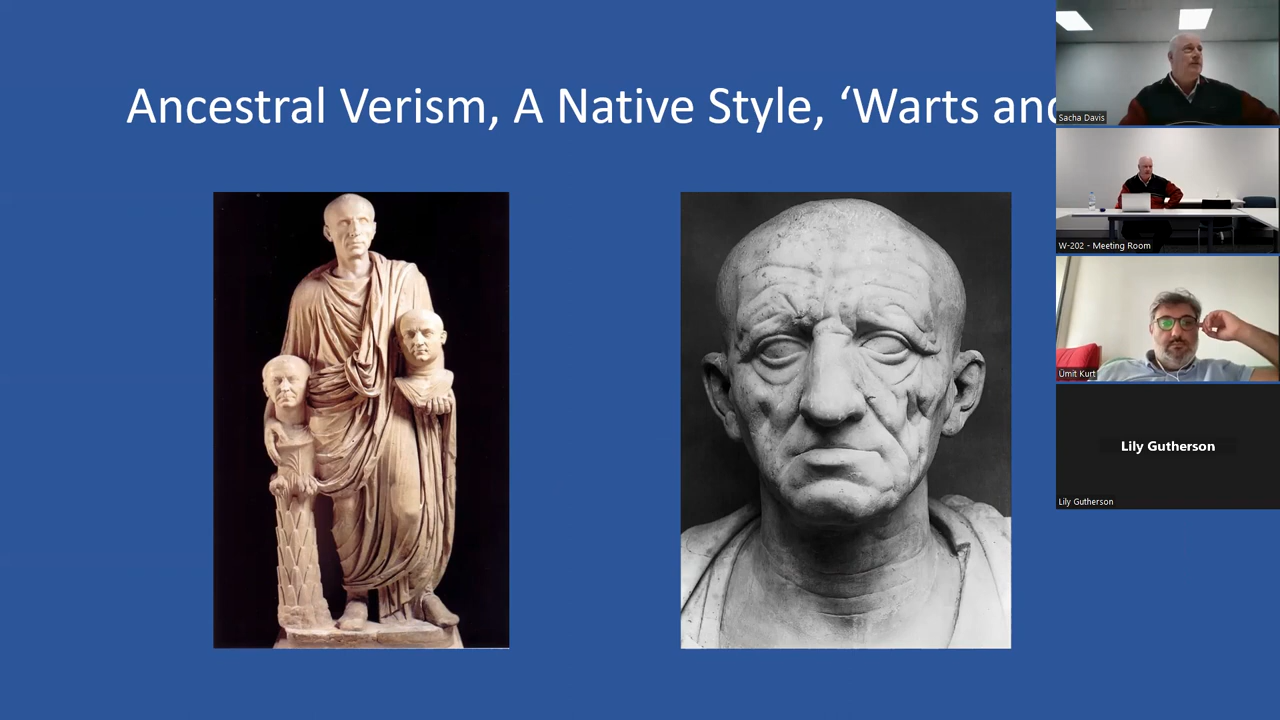 Ancestral Verism, A Native Style, ‘Warts and
Sacha Davis
W-202 - Meeting Room
Ümit Kurt
Lily Gutherson
Lily Gutherson